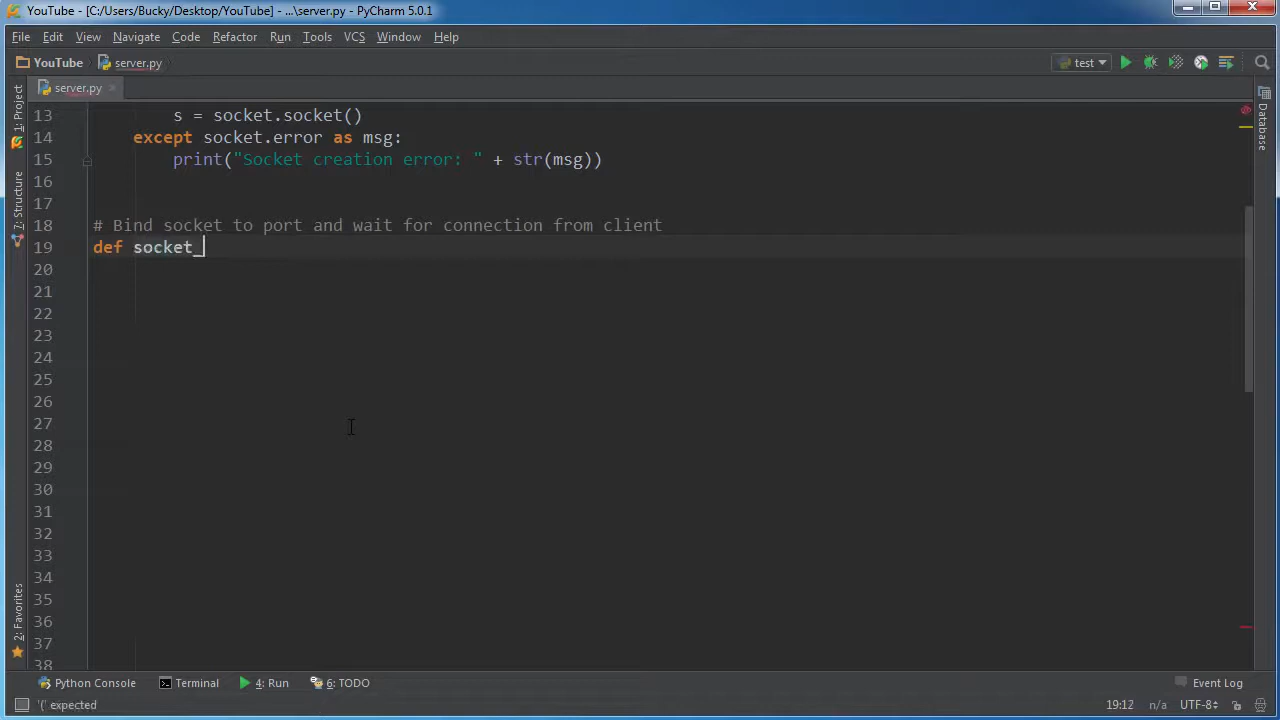 YouTube - [C:/Users/Bucky/Desktop/YouTube] - ...\server.py - PyCharm 5.0.1
File Edit View Navigate Code Refactor Run Tools VCS Window Help
YouTube server.py test
server.py
1: Project
7: Structure
2: Favorites
Database
13 s = socket.socket()
14 except socket.error as msg:
15 print("Socket creation error: " + str(msg))
16
17
18 # Bind socket to port and wait for connection from client
19 def socket_
20
21
22
23
24
25
26
27
28
29
30
31
32
33
34
35
36
37
38
Python Console Terminal 4: Run 6: TODO Event Log
'(' expected 19:12 n/a UTF-8